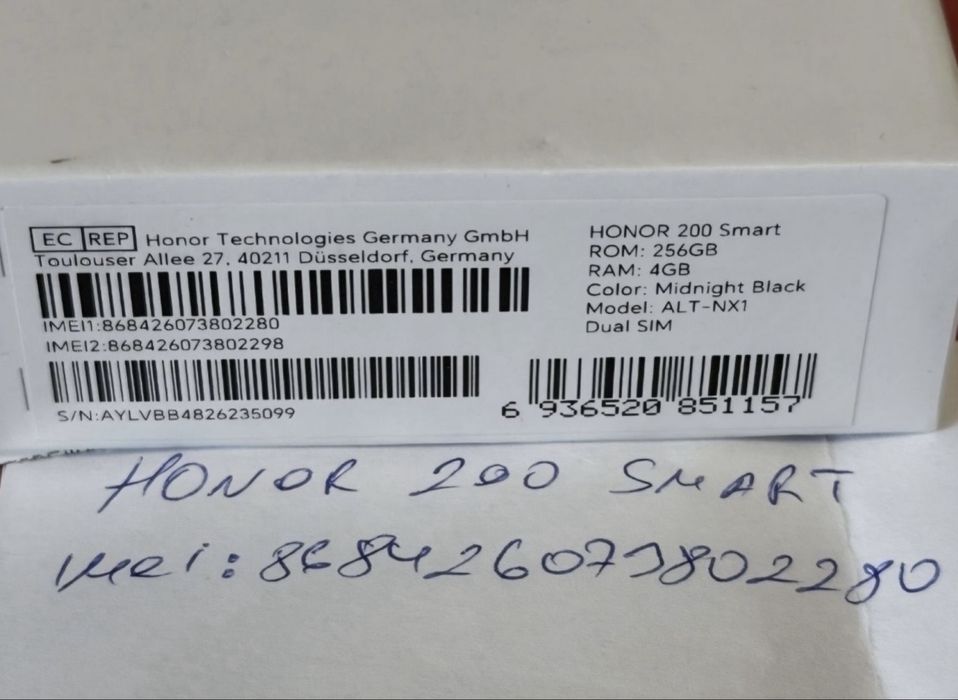 EC REP Honor Technologies Germany GmbH
Toulouser Allee 27, 40211 Düsseldorf, Germany
IMEI1:868426073802280
IMEI2:868426073802298
S/N:AYLVBB4826235099
HONOR 200 Smart
ROM: 256GB
RAM: 4GB
Color: Midnight Black
Model: ALT-NX1
Dual SIM
6 936520 851157
HONOR 200 SMART
imei: 868426073802280